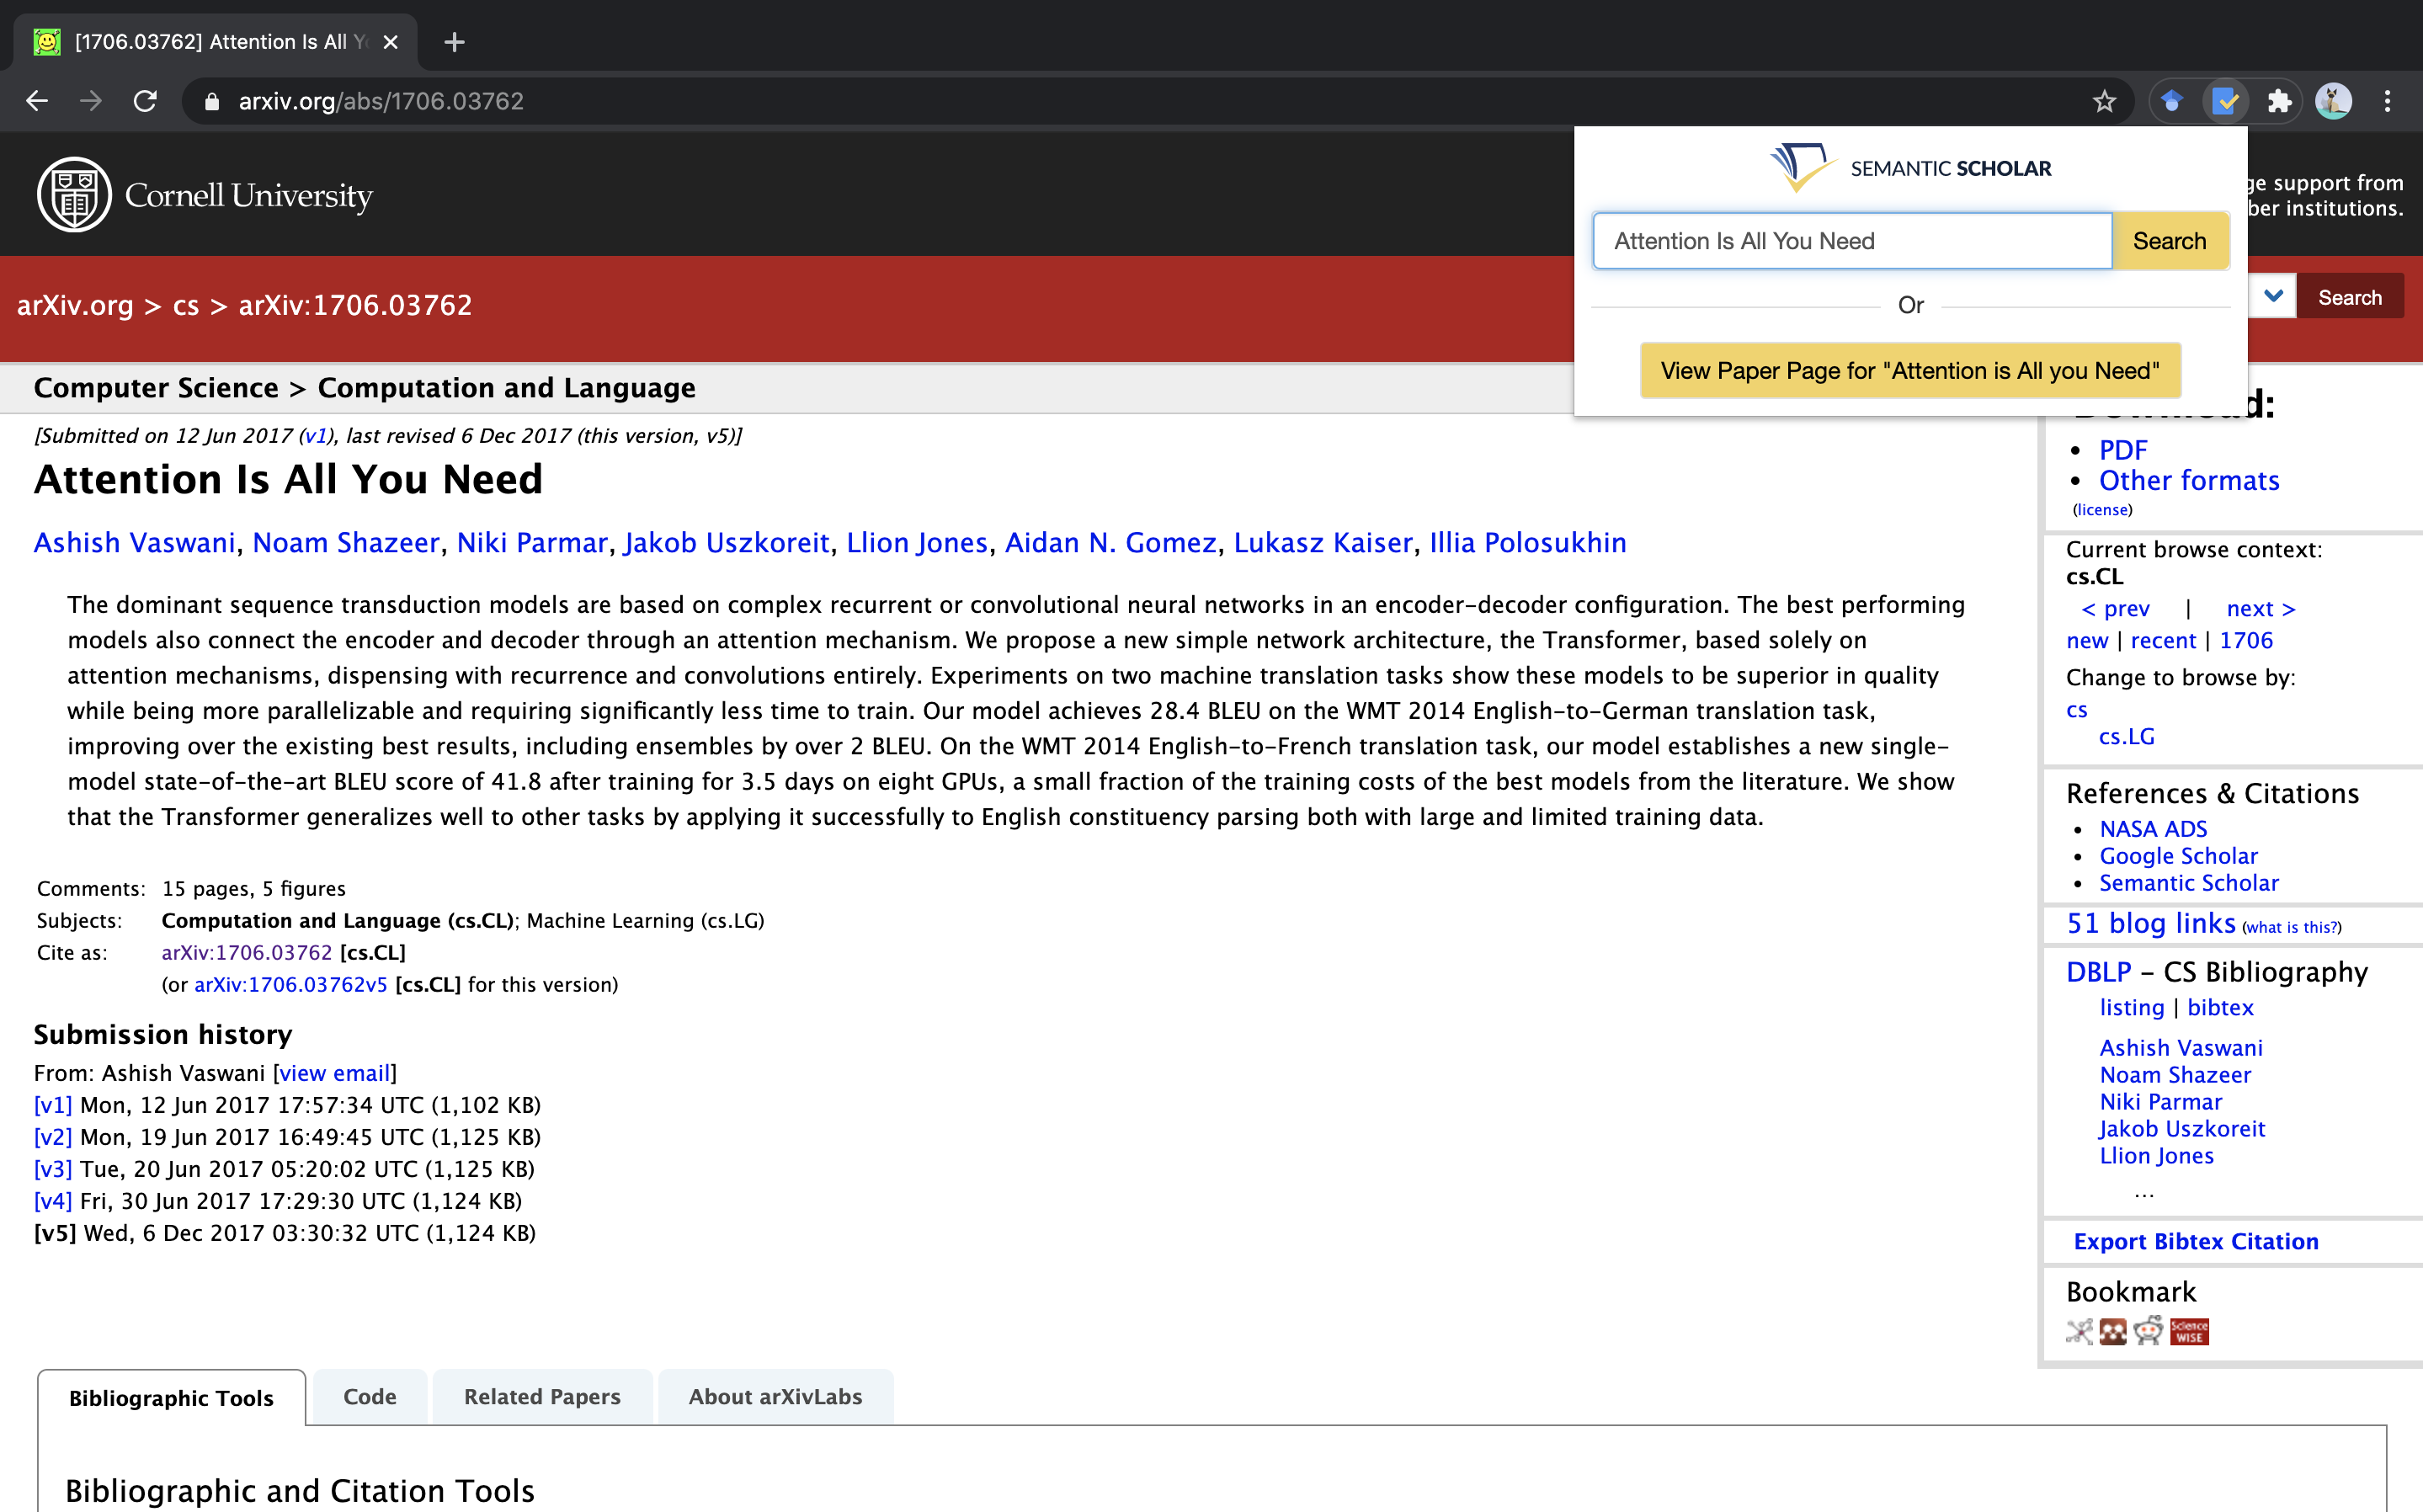 [1706.03762] Attention Is All Y
arxiv.org/abs/1706.03762
Cornell University
ge support from
ber institutions.
SEMANTIC SCHOLAR
Attention Is All You Need
Search
Or
View Paper Page for "Attention is All you Need"
arXiv.org > cs > arXiv:1706.03762
Search
Computer Science > Computation and Language
[Submitted on 12 Jun 2017 (v1), last revised 6 Dec 2017 (this version, v5)]
Attention Is All You Need
Ashish Vaswani, Noam Shazeer, Niki Parmar, Jakob Uszkoreit, Llion Jones, Aidan N. Gomez, Lukasz Kaiser, Illia Polosukhin
The dominant sequence transduction models are based on complex recurrent or convolutional neural networks in an encoder-decoder configuration. The best performing
models also connect the encoder and decoder through an attention mechanism. We propose a new simple network architecture, the Transformer, based solely on
attention mechanisms, dispensing with recurrence and convolutions entirely. Experiments on two machine translation tasks show these models to be superior in quality
while being more parallelizable and requiring significantly less time to train. Our model achieves 28.4 BLEU on the WMT 2014 English-to-German translation task,
improving over the existing best results, including ensembles by over 2 BLEU. On the WMT 2014 English-to-French translation task, our model establishes a new single-
model state-of-the-art BLEU score of 41.8 after training for 3.5 days on eight GPUs, a small fraction of the training costs of the best models from the literature. We show
that the Transformer generalizes well to other tasks by applying it successfully to English constituency parsing both with large and limited training data.
Comments: 15 pages, 5 figures
Subjects: Computation and Language (cs.CL); Machine Learning (cs.LG)
Cite as: arXiv:1706.03762 [cs.CL]
(or arXiv:1706.03762v5 [cs.CL] for this version)
Submission history
From: Ashish Vaswani [view email]
[v1] Mon, 12 Jun 2017 17:57:34 UTC (1,102 KB)
[v2] Mon, 19 Jun 2017 16:49:45 UTC (1,125 KB)
[v3] Tue, 20 Jun 2017 05:20:02 UTC (1,125 KB)
[v4] Fri, 30 Jun 2017 17:29:30 UTC (1,124 KB)
[v5] Wed, 6 Dec 2017 03:30:32 UTC (1,124 KB)
d:
• PDF
• Other formats
(license)
Current browse context:
cs.CL
< prev | next >
new | recent | 1706
Change to browse by:
cs
cs.LG
References & Citations
• NASA ADS
• Google Scholar
• Semantic Scholar
51 blog links (what is this?)
DBLP - CS Bibliography
listing | bibtex
Ashish Vaswani
Noam Shazeer
Niki Parmar
Jakob Uszkoreit
Llion Jones
...
Export Bibtex Citation
Bookmark
Science
WISE
Bibliographic Tools
Code
Related Papers
About arXivLabs
Bibliographic and Citation Tools